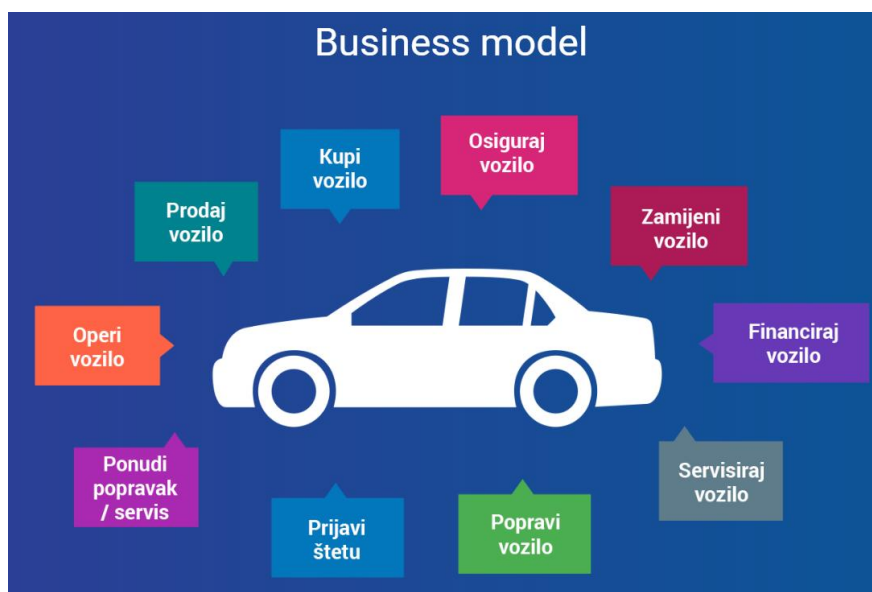 Business model
Kupi
vozilo
Osiguraj
vozilo
Prodaj
vozilo
Zamijeni
vozilo
Operi
vozilo
Financiraj
vozilo
Ponudi
popravak
/ servis
Prijavi
štetu
Popravi
vozilo
Servisiraj
vozilo